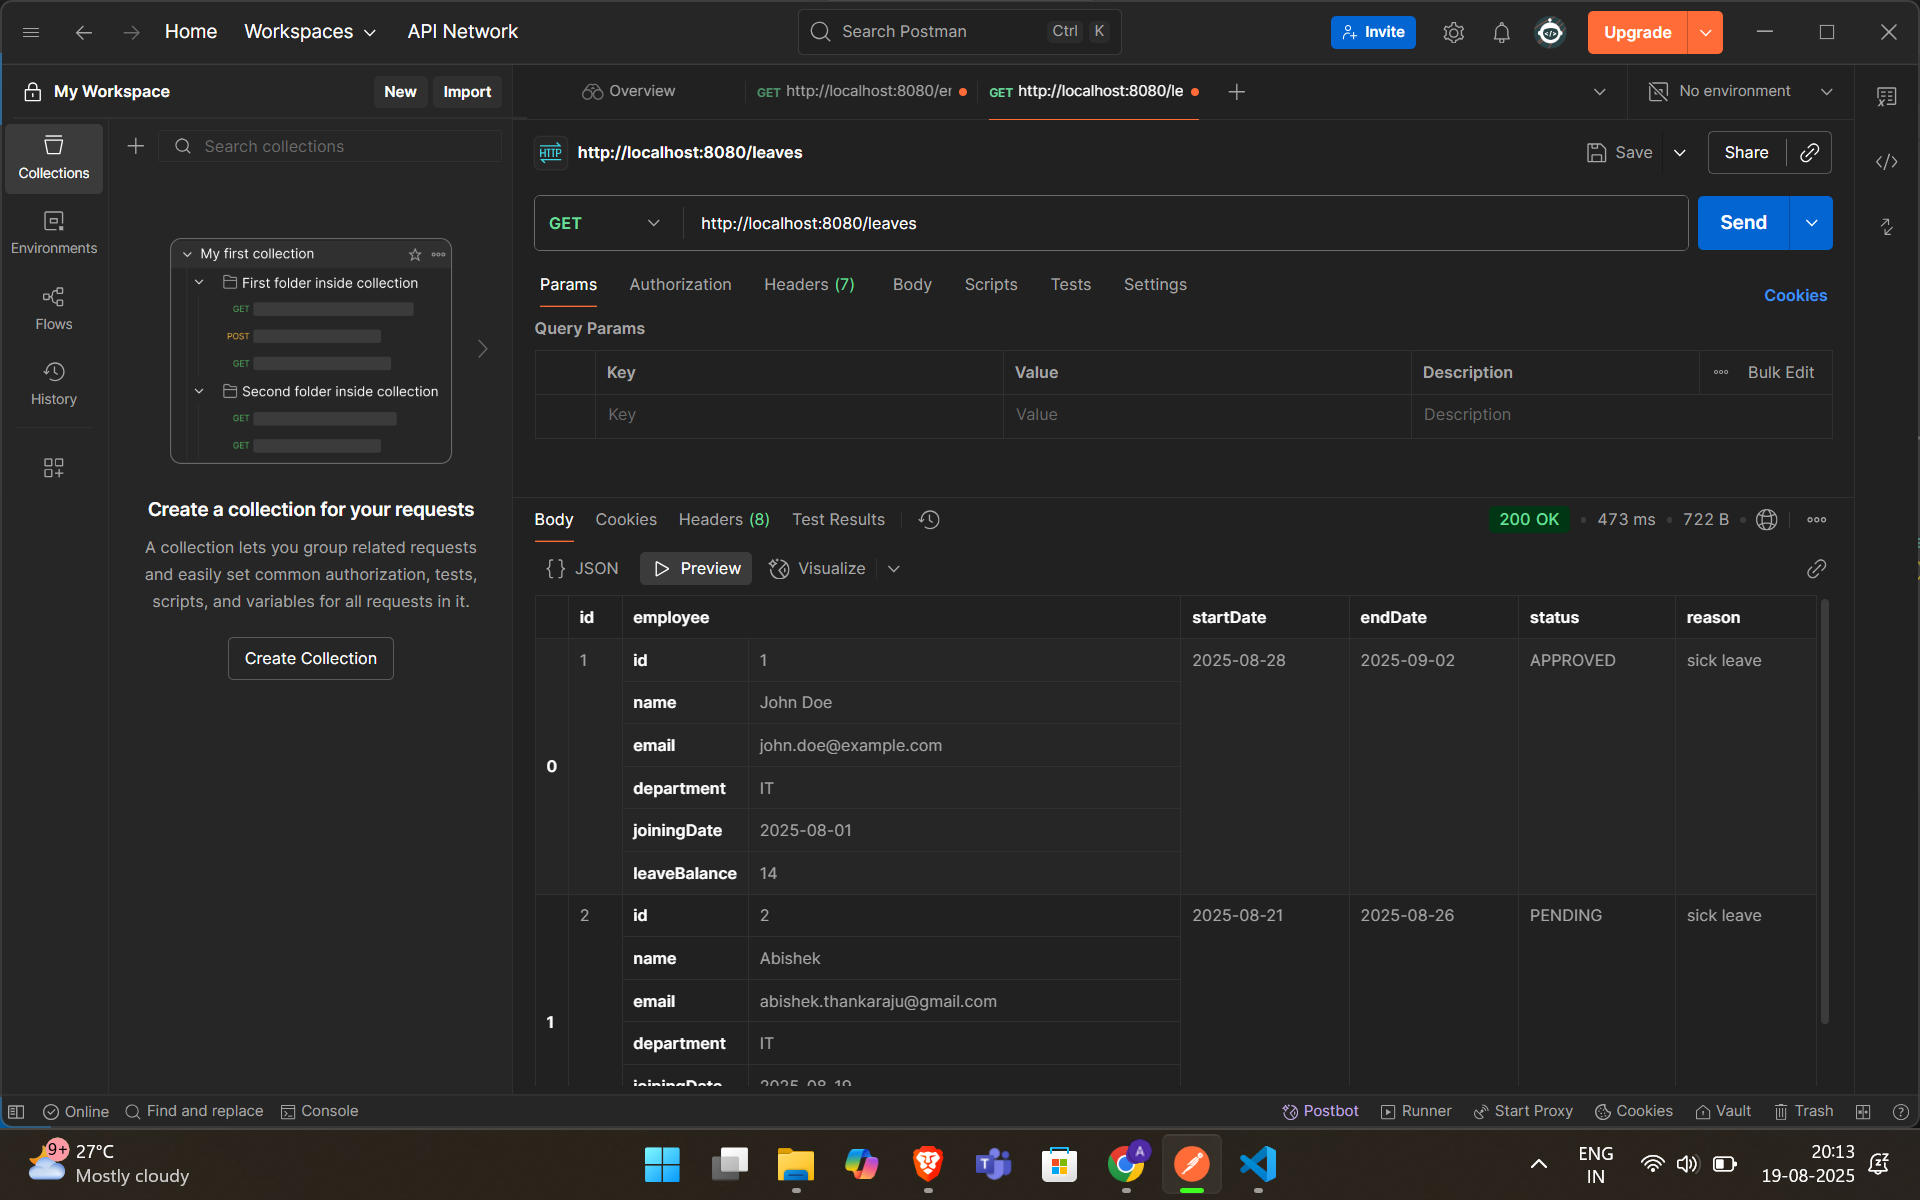 Home Workspaces API Network Search Postman Ctrl K Invite Upgrade
My Workspace New Import Overview GET http://localhost:8080/er GET http://localhost:8080/le No environment
Search collections HTTP http://localhost:8080/leaves Save Share
Collections
GET http://localhost:8080/leaves Send
Environments
My first collection
First folder inside collection
GET
POST
GET
Second folder inside collection
GET
GET
Flows
History
Params Authorization Headers (7) Body Scripts Tests Settings Cookies
Query Params
Key Value Description Bulk Edit
Key Value Description
Create a collection for your requests
A collection lets you group related requests
and easily set common authorization, tests,
scripts, and variables for all requests in it.
Create Collection
Body Cookies Headers (8) Test Results 200 OK 473 ms 722 B
{} JSON Preview Visualize
id employee startDate endDate status reason
1 id 1 2025-08-28 2025-09-02 APPROVED sick leave
name John Doe
email john.doe@example.com
0
department IT
joiningDate 2025-08-01
leaveBalance 14
2 id 2 2025-08-21 2025-08-26 PENDING sick leave
name Abishek
email abishek.thankaraju@gmail.com
1
department IT
joiningDate 2025-08-19
Online Find and replace Console Postbot Runner Start Proxy Cookies Vault Trash
9+ 27°C
Mostly cloudy
A
ENG
IN
20:13
19-08-2025